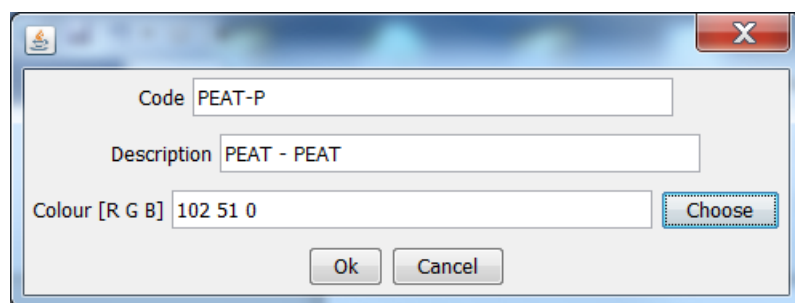 Code PEAT-P
Description PEAT - PEAT
Colour [R G B] 102 51 0 Choose
Ok Cancel